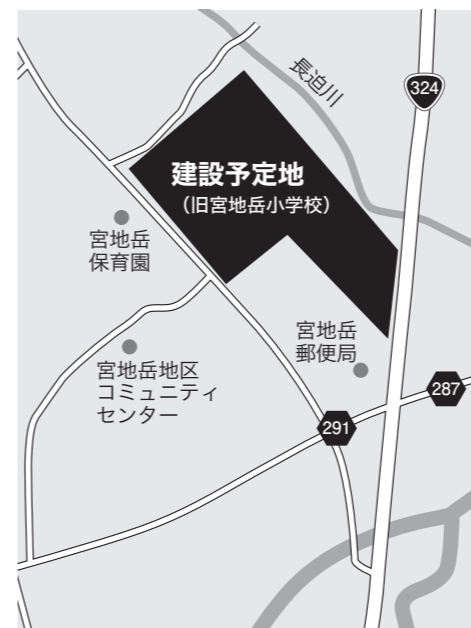 長迫川
324
建設予定地
（旧宮地岳小学校）
宮地岳
保育園
宮地岳
郵便局
宮地岳地区
コミュニティ
センター
287
291